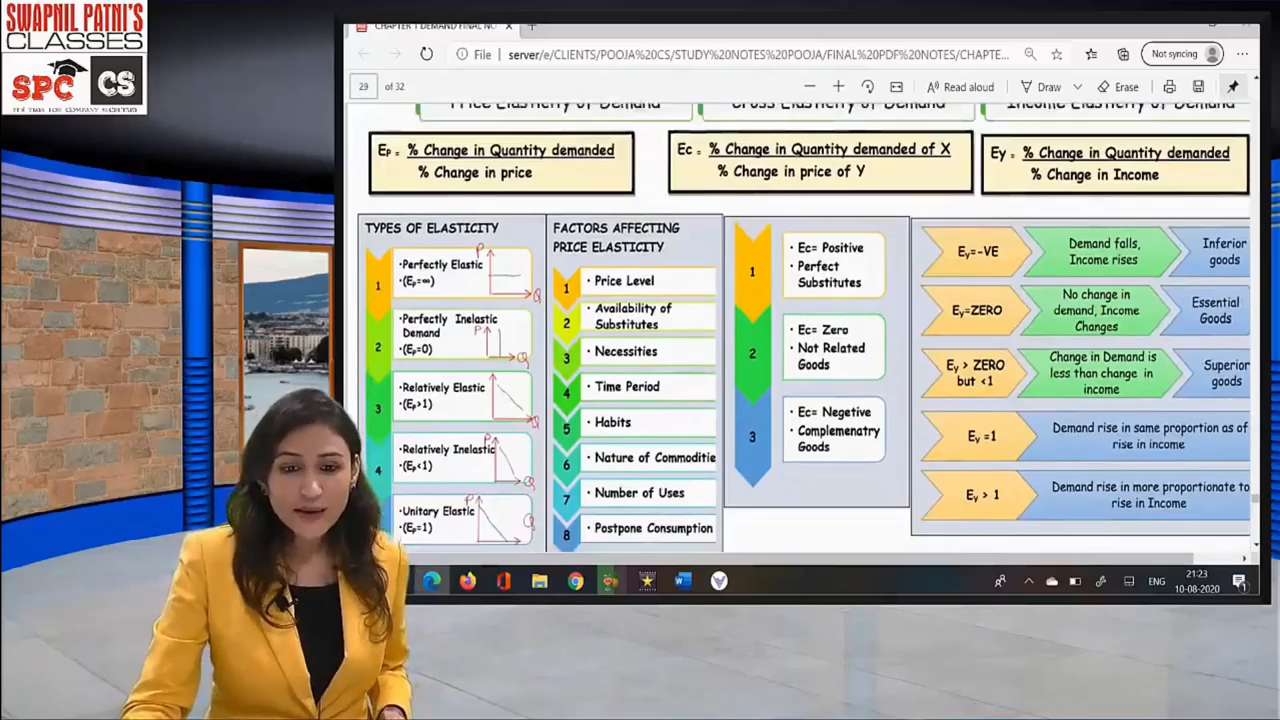 SWAPNIL PATNI'S
CLASSES
SPC CS
IT'S TIME FOR COMPANY SECRETARY
CHAPTER 1 DEMAND FINAL NO
File server/e/CLIENTS/POOJA%20CS/STUDY%20NOTES%20POOJA/FINAL%20PDF%20NOTES/CHAPTE... Not syncing
29 of 32 Read aloud Draw Erase
Price Elasticity of Demand
Cross Elasticity of Demand
Income Elasticity of Demand
EP = % Change in Quantity demanded
% Change in price
Ec = % Change in Quantity demanded of X
% Change in price of Y
Ey = % Change in Quantity demanded
% Change in Income
TYPES OF ELASTICITY
1
•Perfectly Elastic
•(EP=∞)
P
Q
2
•Perfectly Inelastic
Demand
•(EP=0)
P
Q
3
•Relatively Elastic
•(EP>1)
P
Q
4
•Relatively Inelastic
•(EP<1)
P
Q
•Unitary Elastic
•(EP=1)
P
Q
FACTORS AFFECTING
PRICE ELASTICITY
1 • Price Level
2 • Availability of
Substitutes
3 • Necessities
4 • Time Period
5 • Habits
6 • Nature of Commoditie
7 • Number of Uses
8 • Postpone Consumption
1
• Ec= Positive
• Perfect
Substitutes
2
• Ec= Zero
• Not Related
Goods
3
• Ec= Negetive
• Complemenatry
Goods
Ey=-VE
Demand falls,
Income rises
Inferior
goods
Ey=ZERO
No change in
demand, Income
Changes
Essential
Goods
Ey > ZERO
but <1
Change in Demand is
less than change in
income
Superior
goods
Ey =1
Demand rise in same proportion as of
rise in income
Ey > 1
Demand rise in more proportionate to
rise in Income
ENG
21:23
10-08-2020
1